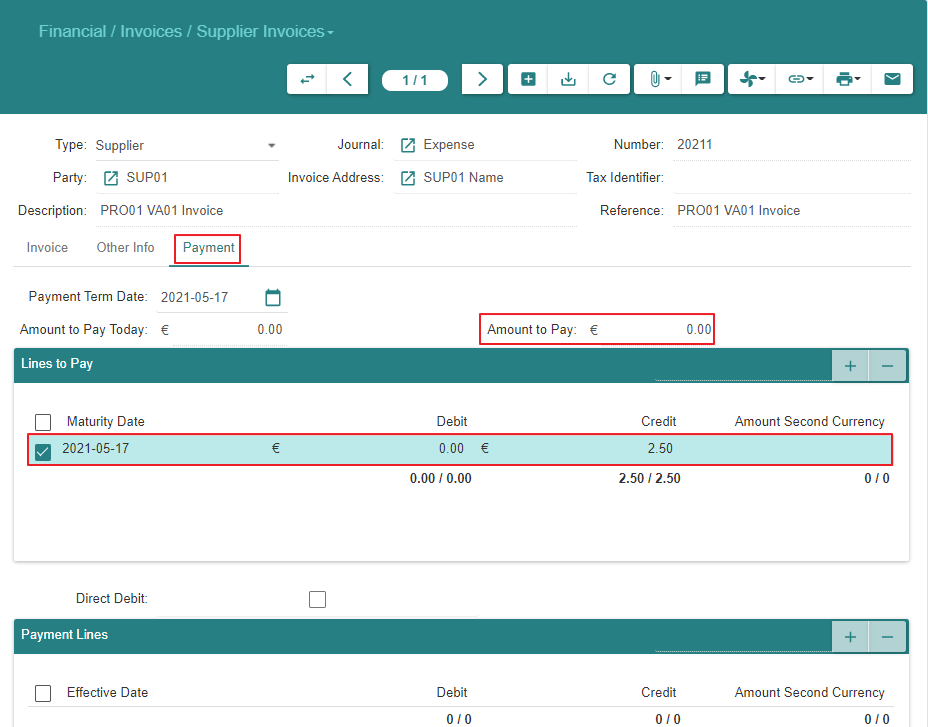 Financial / Invoices / Supplier Invoices
1 / 1
Type: Supplier Journal: Expense Number: 20211
Party: SUP01 Invoice Address: SUP01 Name Tax Identifier:
Description: PRO01 VA01 Invoice Reference: PRO01 VA01 Invoice
Invoice Other Info Payment
Payment Term Date: 2021-05-17
Amount to Pay Today: € 0.00 Amount to Pay: € 0.00
Lines to Pay + −
Maturity Date Debit Credit Amount Second Currency
2021-05-17 € 0.00 € 2.50
0.00 / 0.00 2.50 / 2.50 0 / 0
Direct Debit:
Payment Lines + −
Effective Date Debit Credit Amount Second Currency
0 / 0 0 / 0 0 / 0